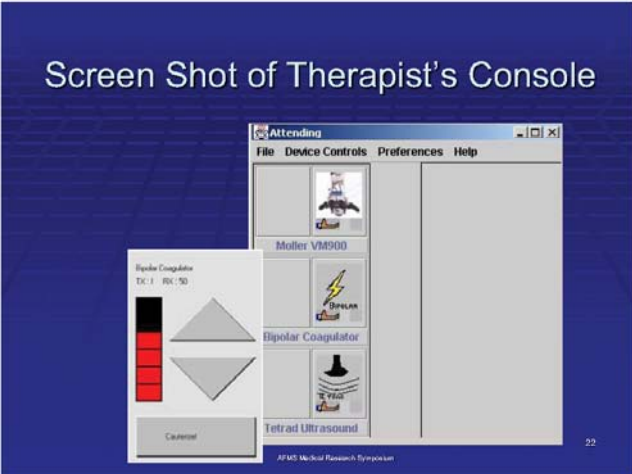 Screen Shot of Therapist's Console
Attending
File Device Controls Preferences Help
Moller VM900
BIPOLAR
Bipolar Coagulator
Tetrad Ultrasound
Bipolar Coagulator
TX: 1 RX: 50
Cauterize!
22
AFMS Medical Research Symposium